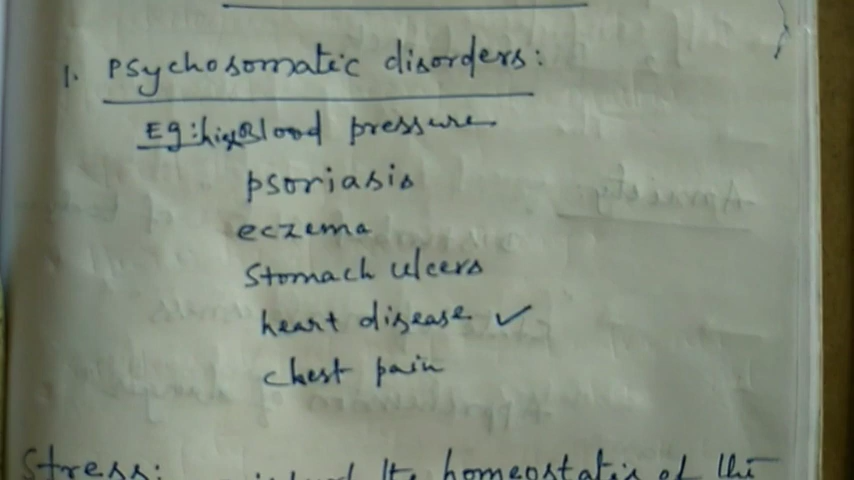 1. Psychosomatic disorders:
Eg: high Blood pressure
psoriasis
eczema
Stomach ulcers
heart disease ✓
chest pain
Stress: homeostasis of the